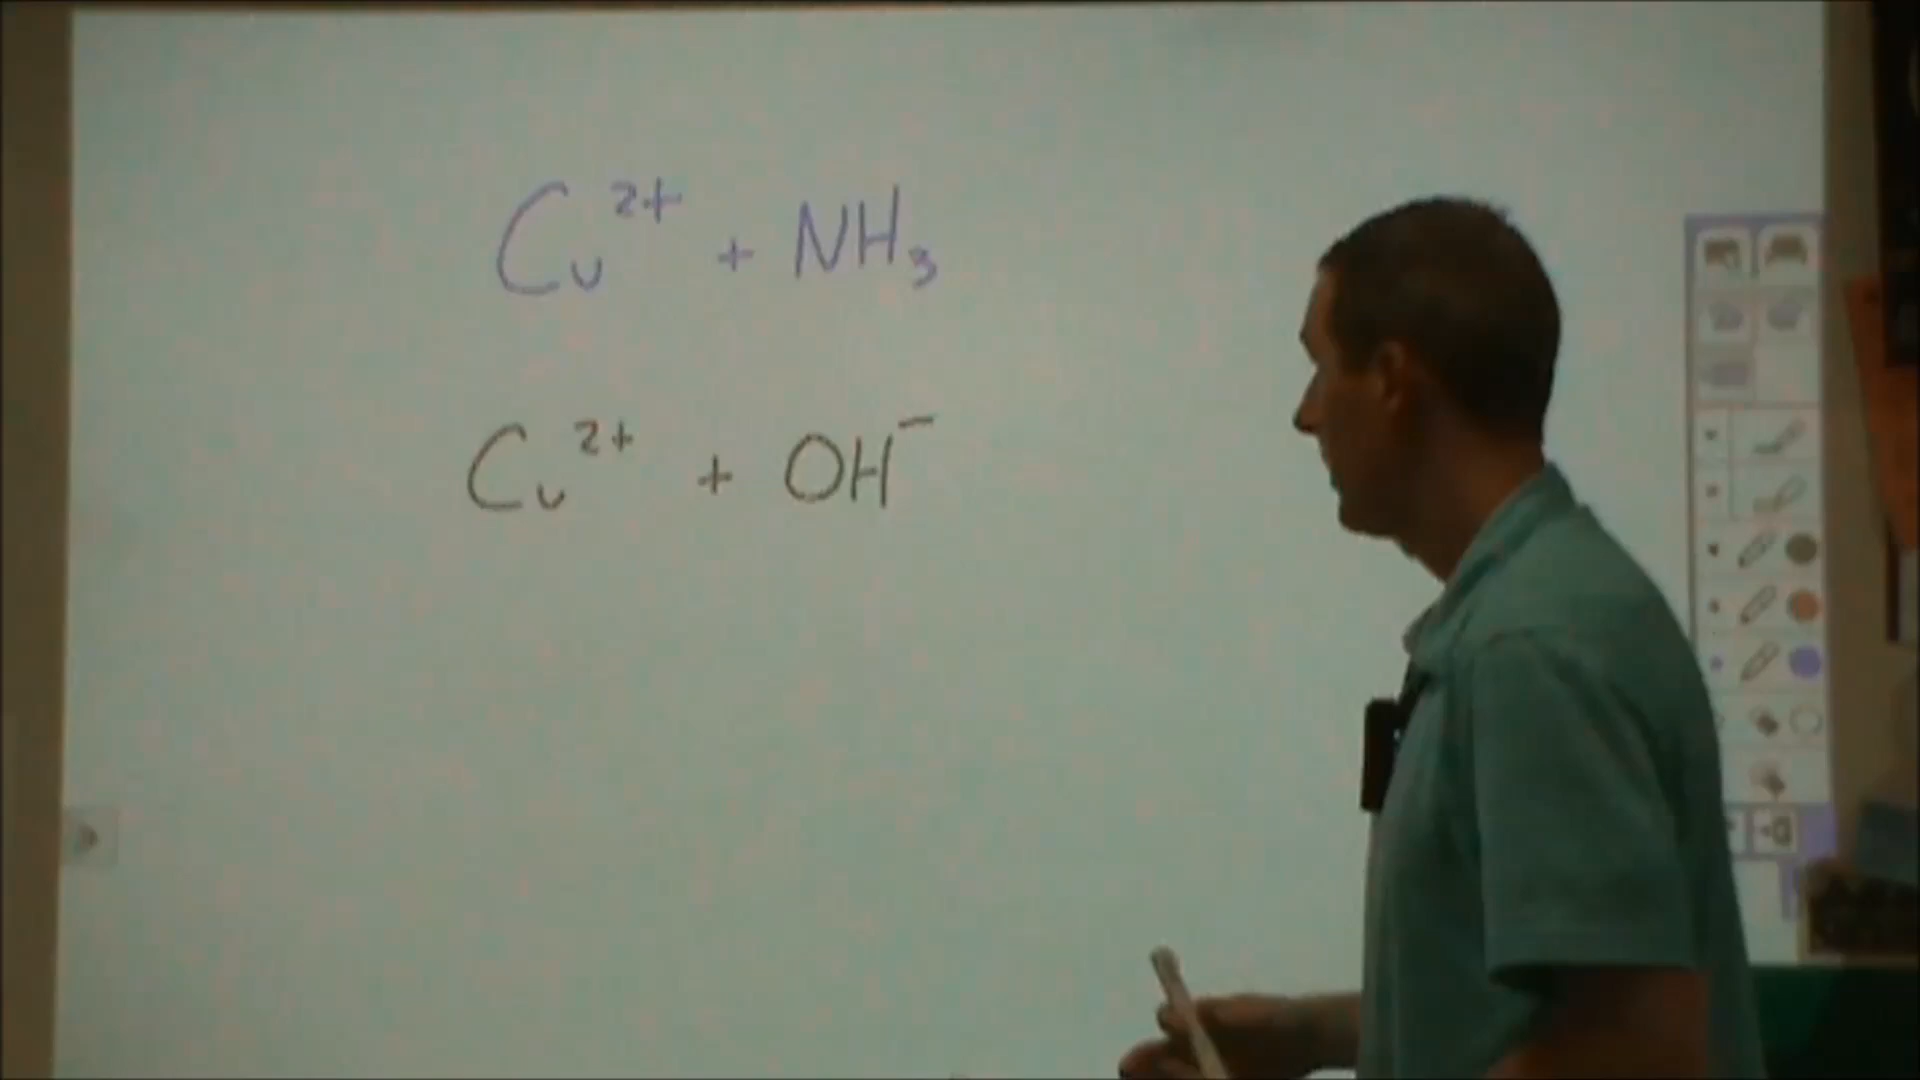 Cu²⁺ + NH₃
Cu²⁺ + OH⁻